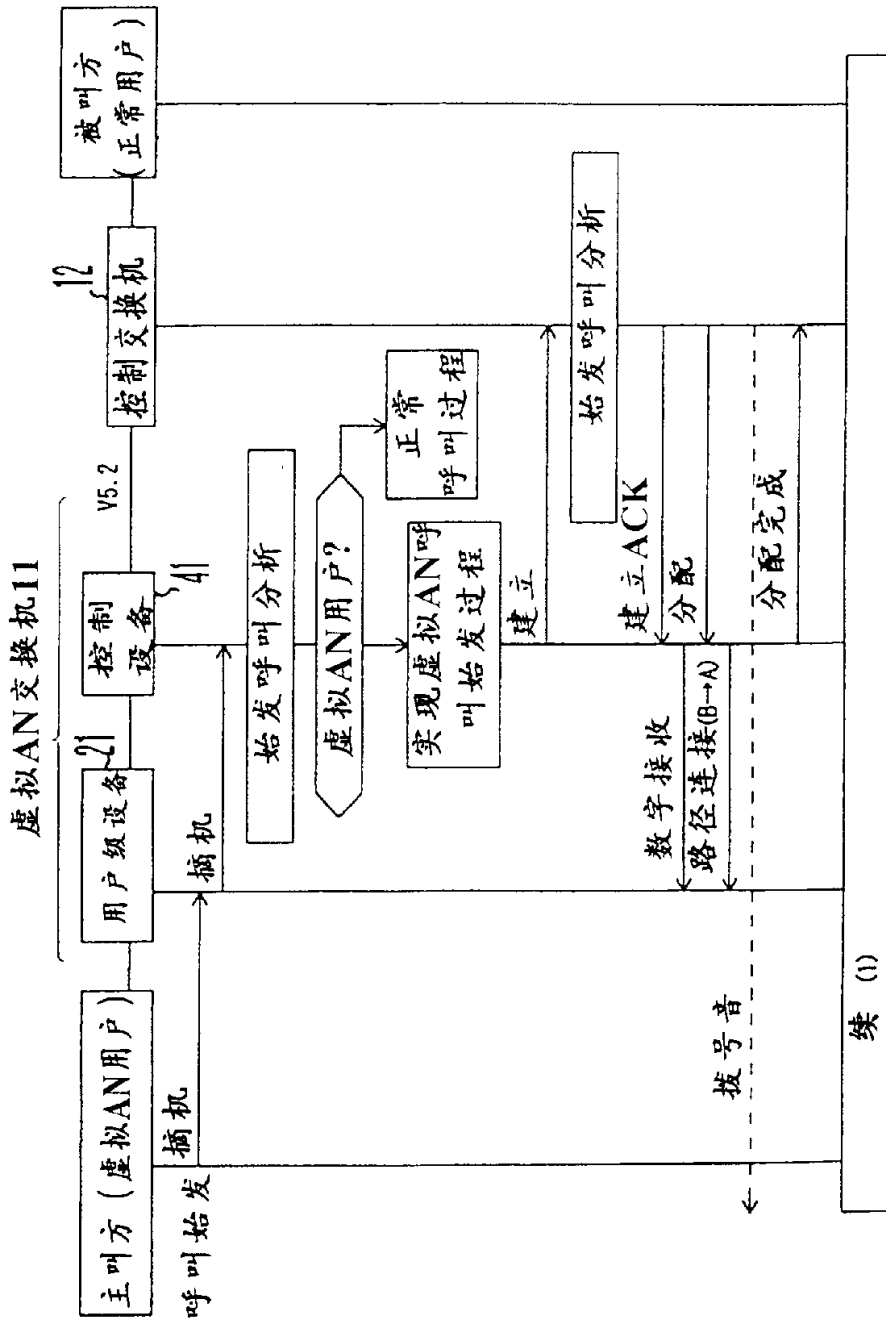 虚拟AN交换机11
主叫方(虚拟AN用户)
用户级设备
21
控制
设备
41
V5.2
控制交换机
12
被叫方
(正常用户)
呼叫始发
摘机
摘机
始发呼叫分析
虚拟AN用户?
正常
呼叫过程
实现虚拟AN呼
叫始发过程
建立
始发呼叫分析
建立ACK
分配
数字接收
路径连接(B→A)
拨号音
分配完成
续 (1)